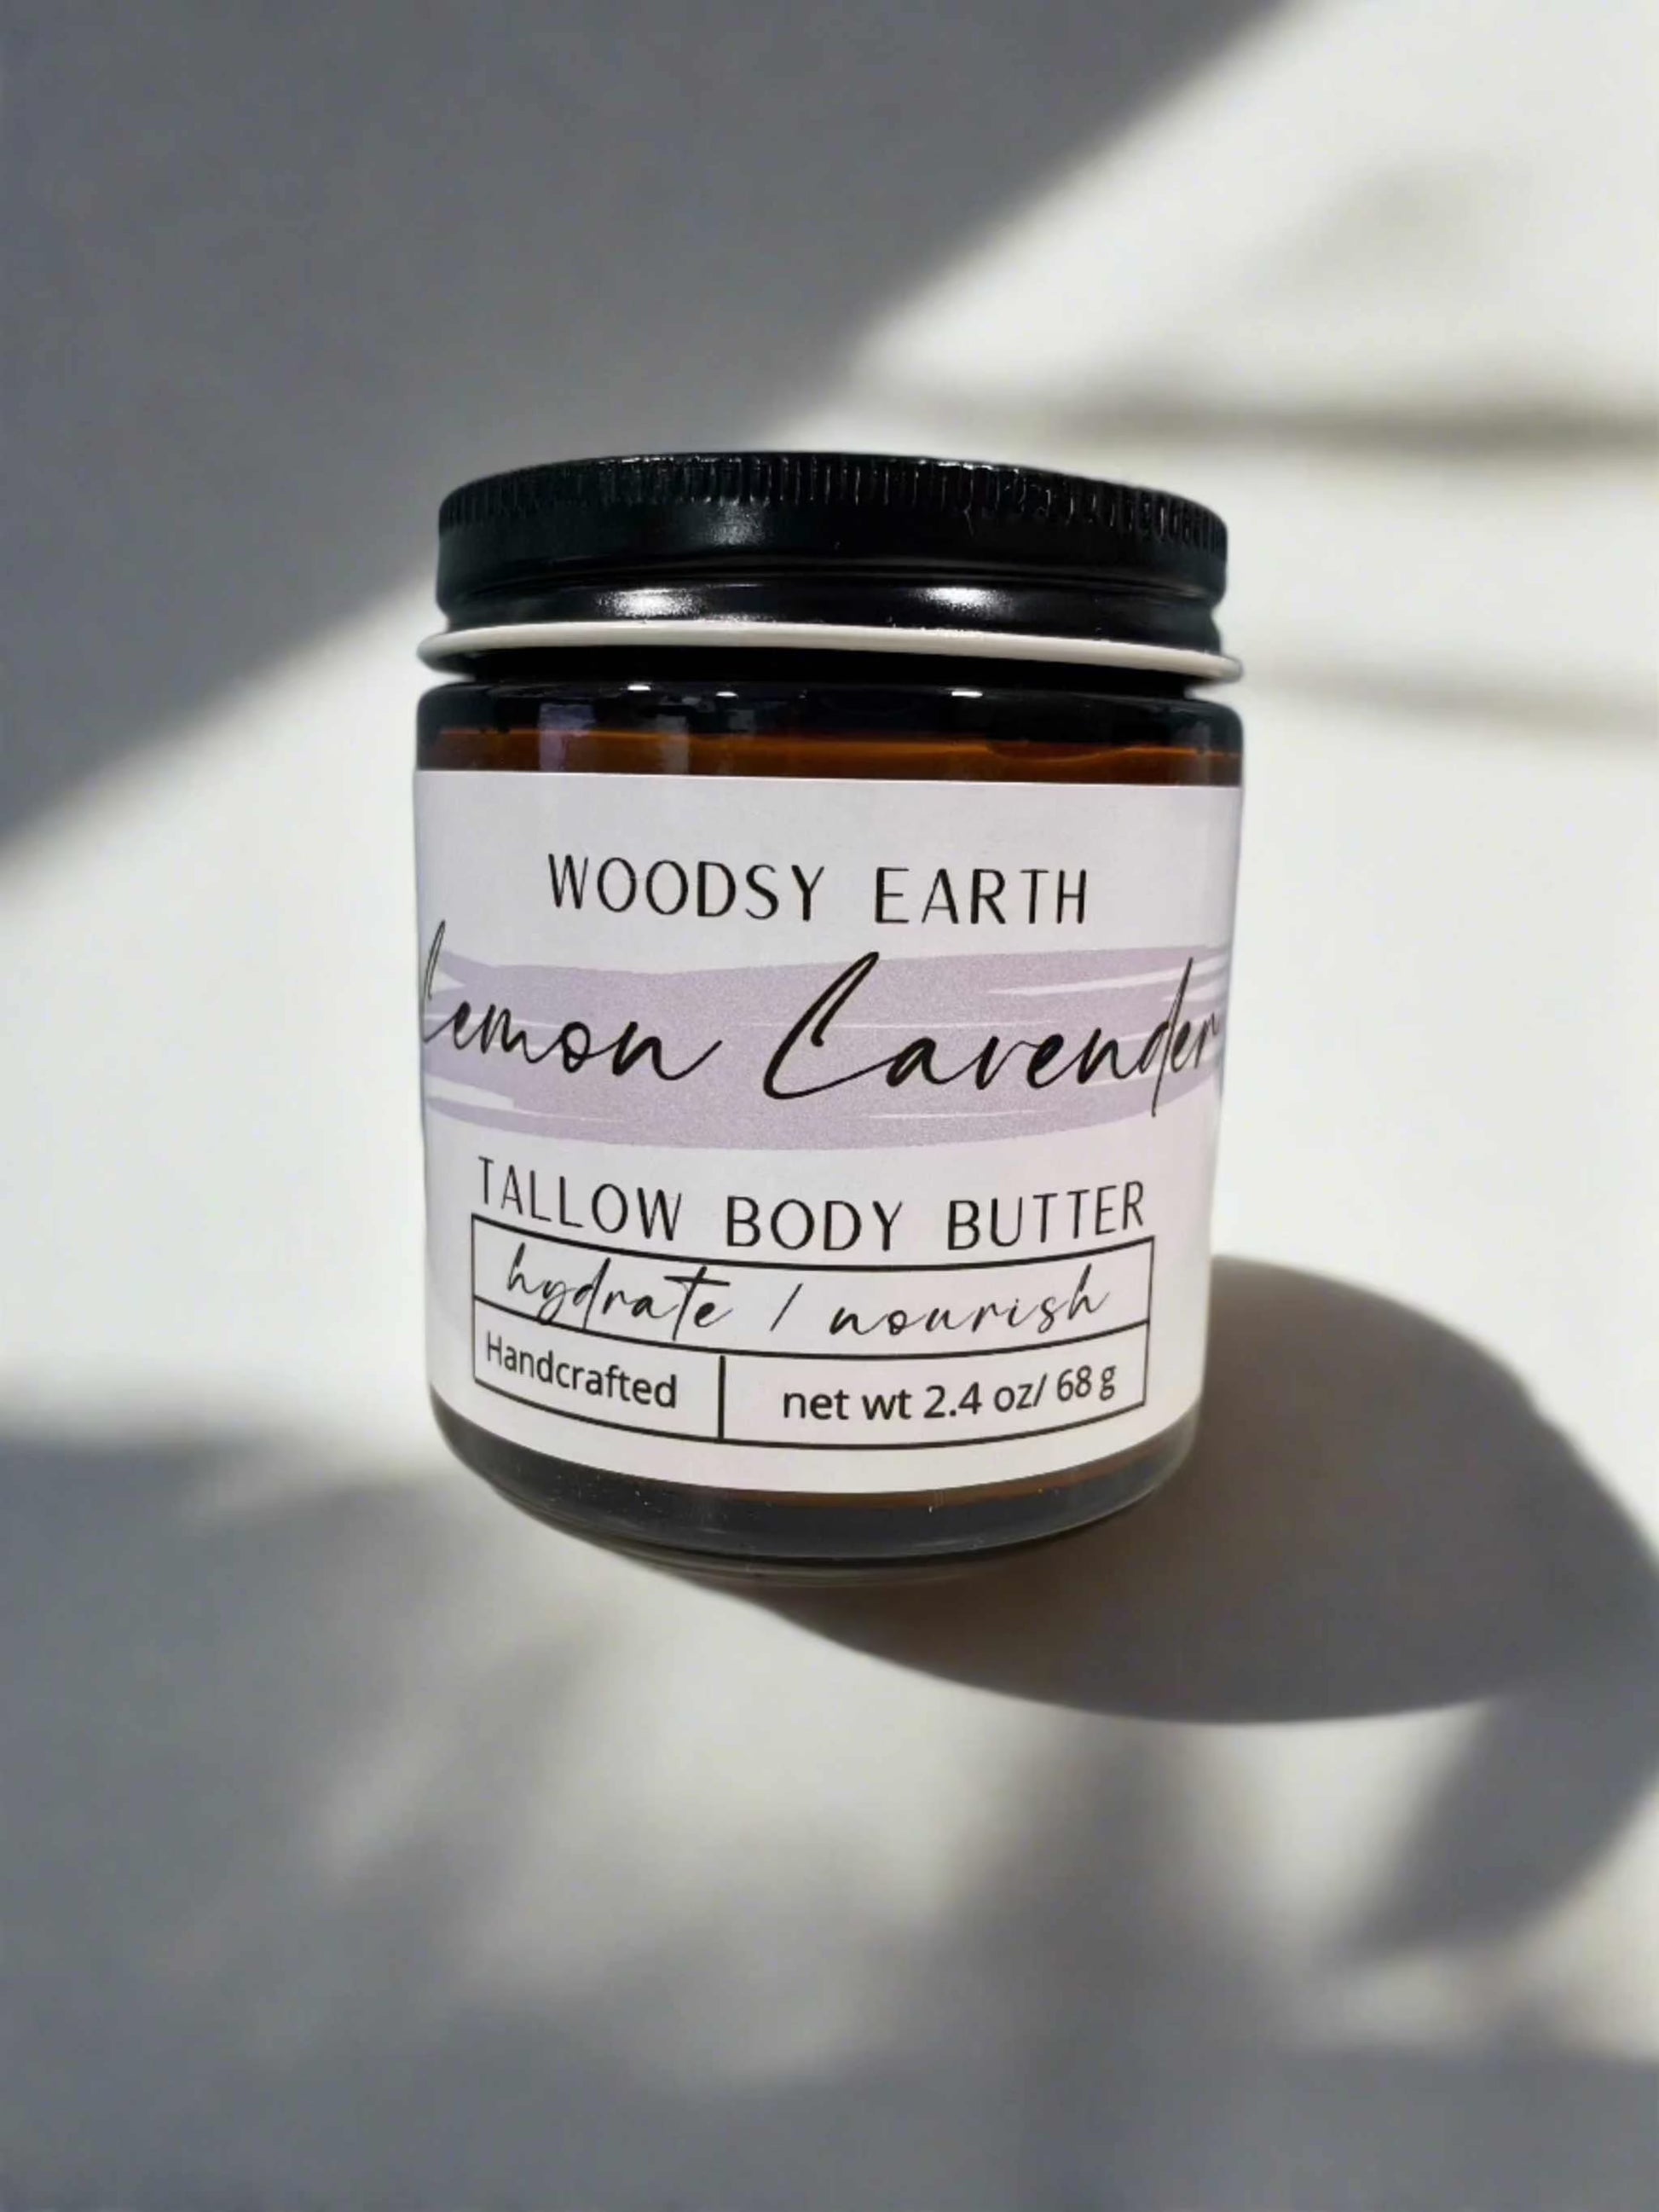 WOODSY EARTH
Lemon Lavender
TALLOW BODY BUTTER
hydrate / nourish
Handcrafted
net wt 2.4 oz/ 68 g